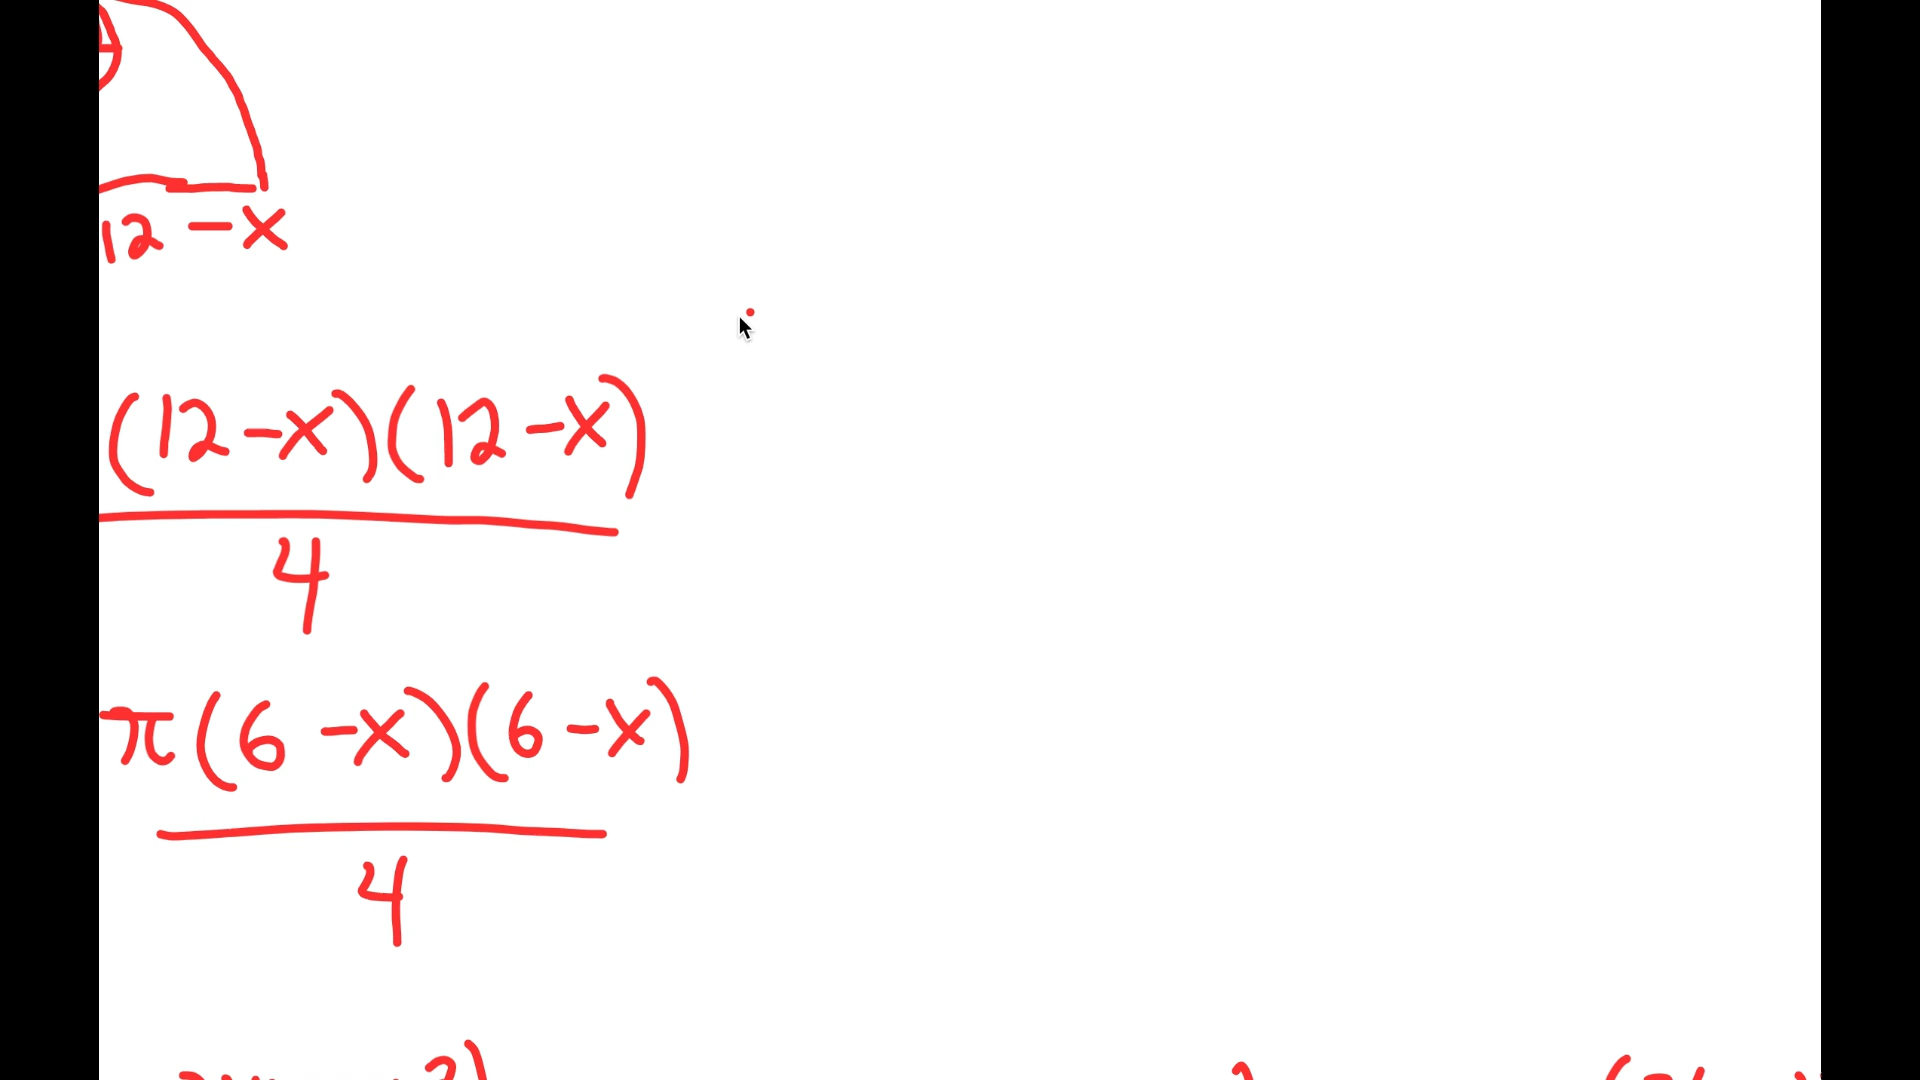 12 - x
(12-x)(12-x)
4
π(6-x)(6-x)
4